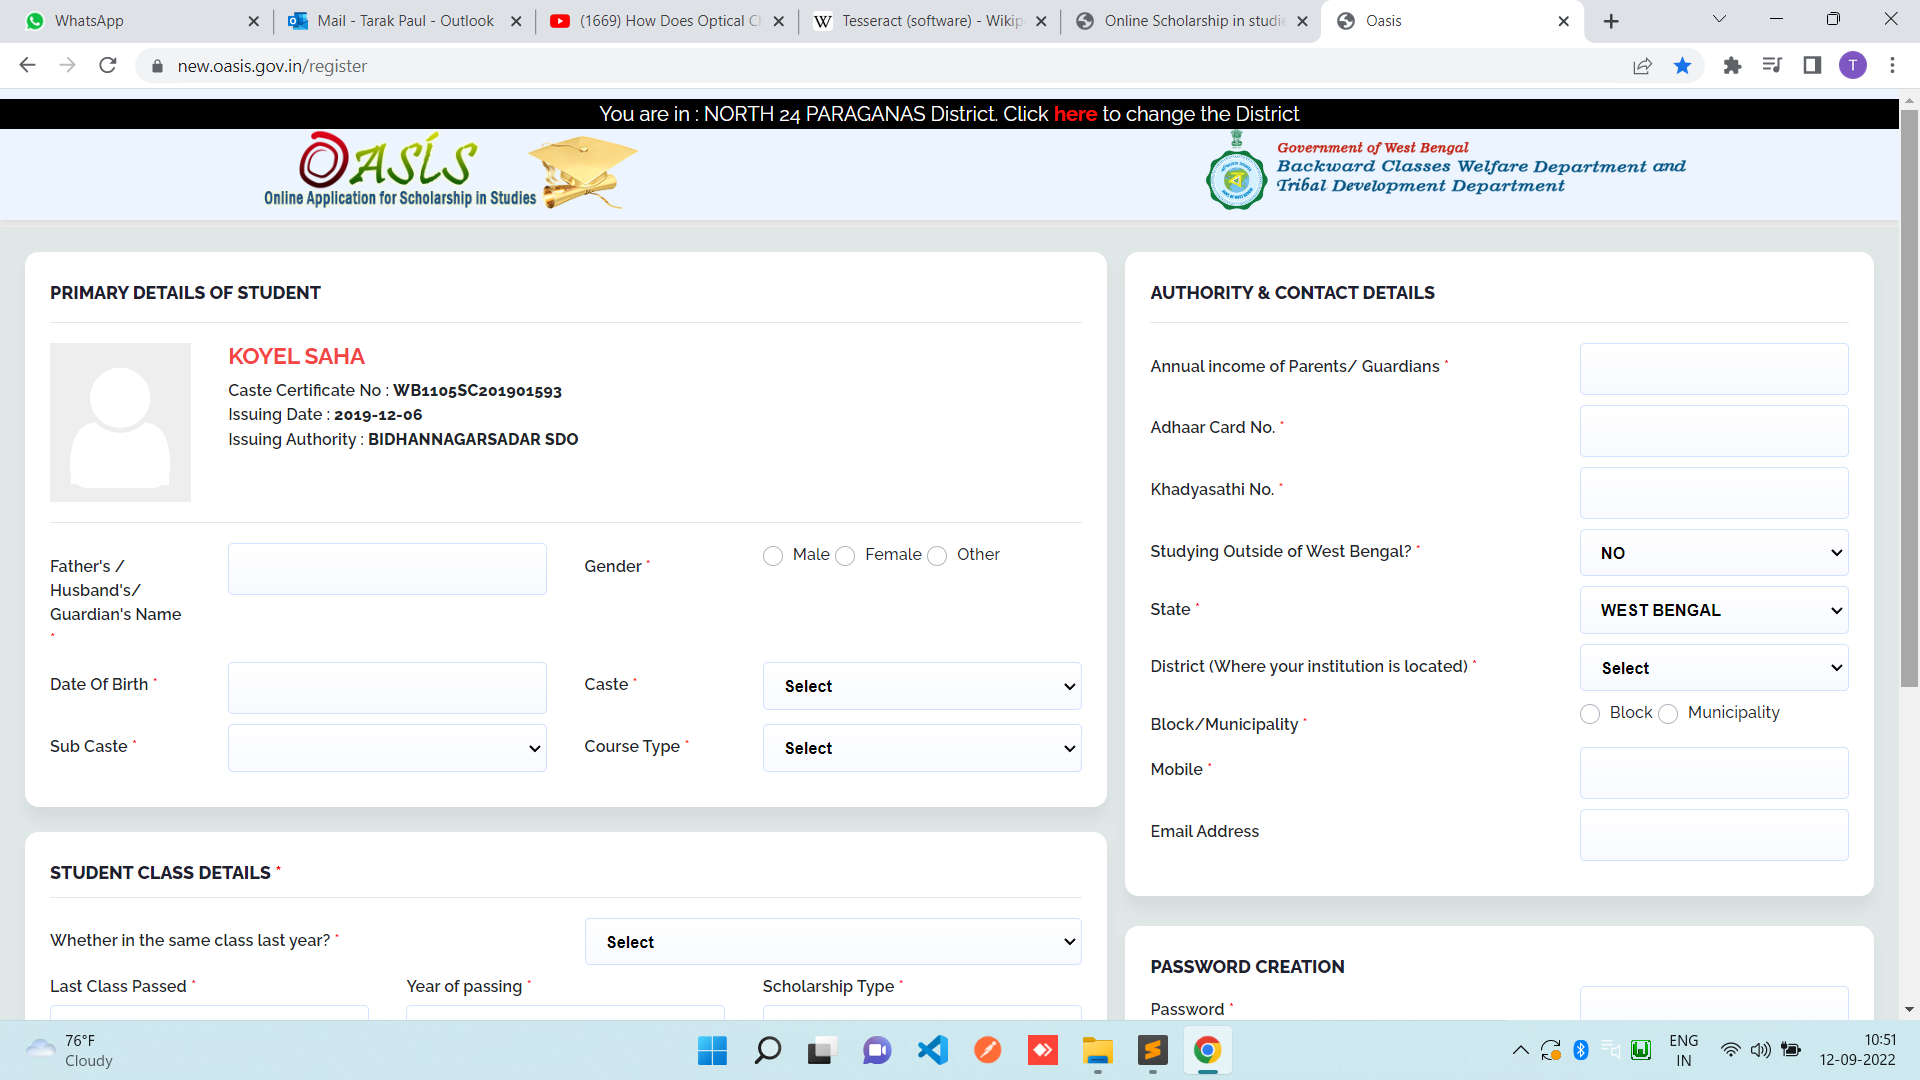 WhatsApp
Mail - Tarak Paul - Outlook
(1669) How Does Optical C
Tesseract (software) - Wikip
Online Scholarship in studie
Oasis
new.oasis.gov.in/register
T
You are in : NORTH 24 PARAGANAS District. Click here to change the District
OASIS
Online Application for Scholarship in Studies
Government of West Bengal
Backward Classes Welfare Department and
Tribal Development Department
PRIMARY DETAILS OF STUDENT
KOYEL SAHA
Caste Certificate No : WB1105SC201901593
Issuing Date : 2019-12-06
Issuing Authority : BIDHANNAGARSADAR SDO
Father's /
Husband's/
Guardian's Name
*
Gender *
Male Female Other
Date Of Birth *
Caste *
Select
Sub Caste *
Course Type *
Select
STUDENT CLASS DETAILS *
Whether in the same class last year? *
Select
Last Class Passed *
Year of passing *
Scholarship Type *
AUTHORITY & CONTACT DETAILS
Annual income of Parents/ Guardians *
Adhaar Card No. *
Khadyasathi No. *
Studying Outside of West Bengal? *
NO
State *
WEST BENGAL
District (Where your institution is located) *
Select
Block/Municipality *
Block Municipality
Mobile *
Email Address
PASSWORD CREATION
Password *
76°F
Cloudy
ENG
IN
10:51
12-09-2022